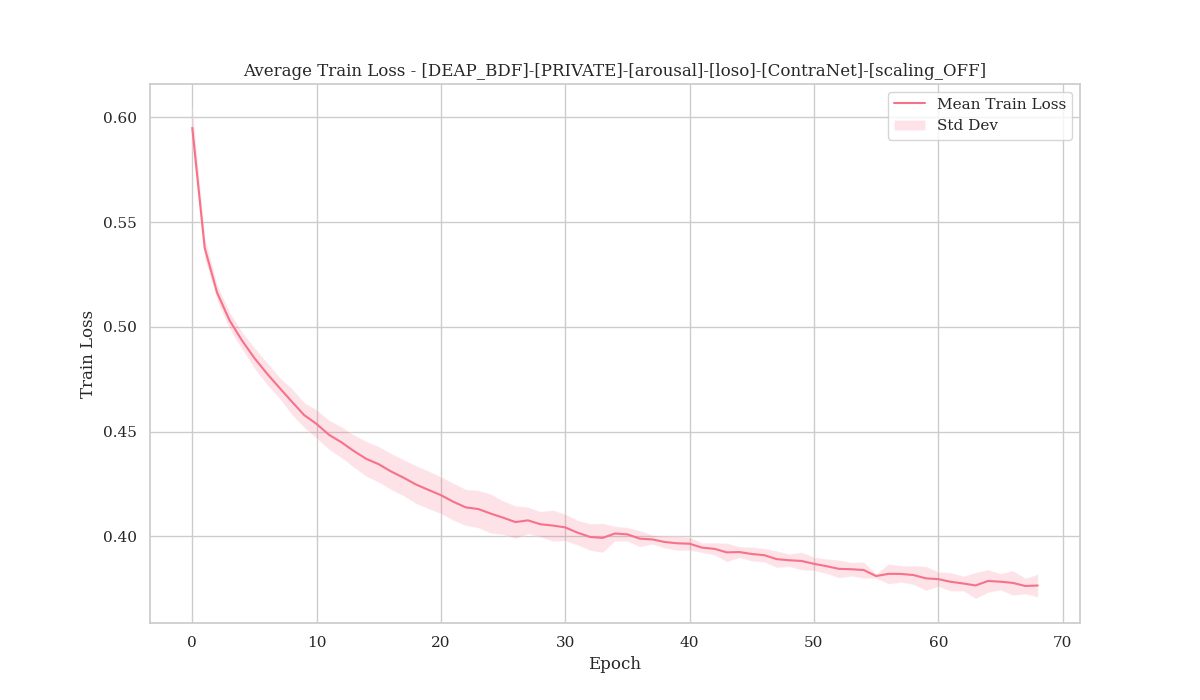 Average Train Loss - [DEAP_BDF]-[PRIVATE]-[arousal]-[loso]-[ContraNet]-[scaling_OFF]
Mean Train Loss
Std Dev
0.60
0.55
0.50
0.45
0.40
Train Loss
0 10 20 30 40 50 60 70
Epoch